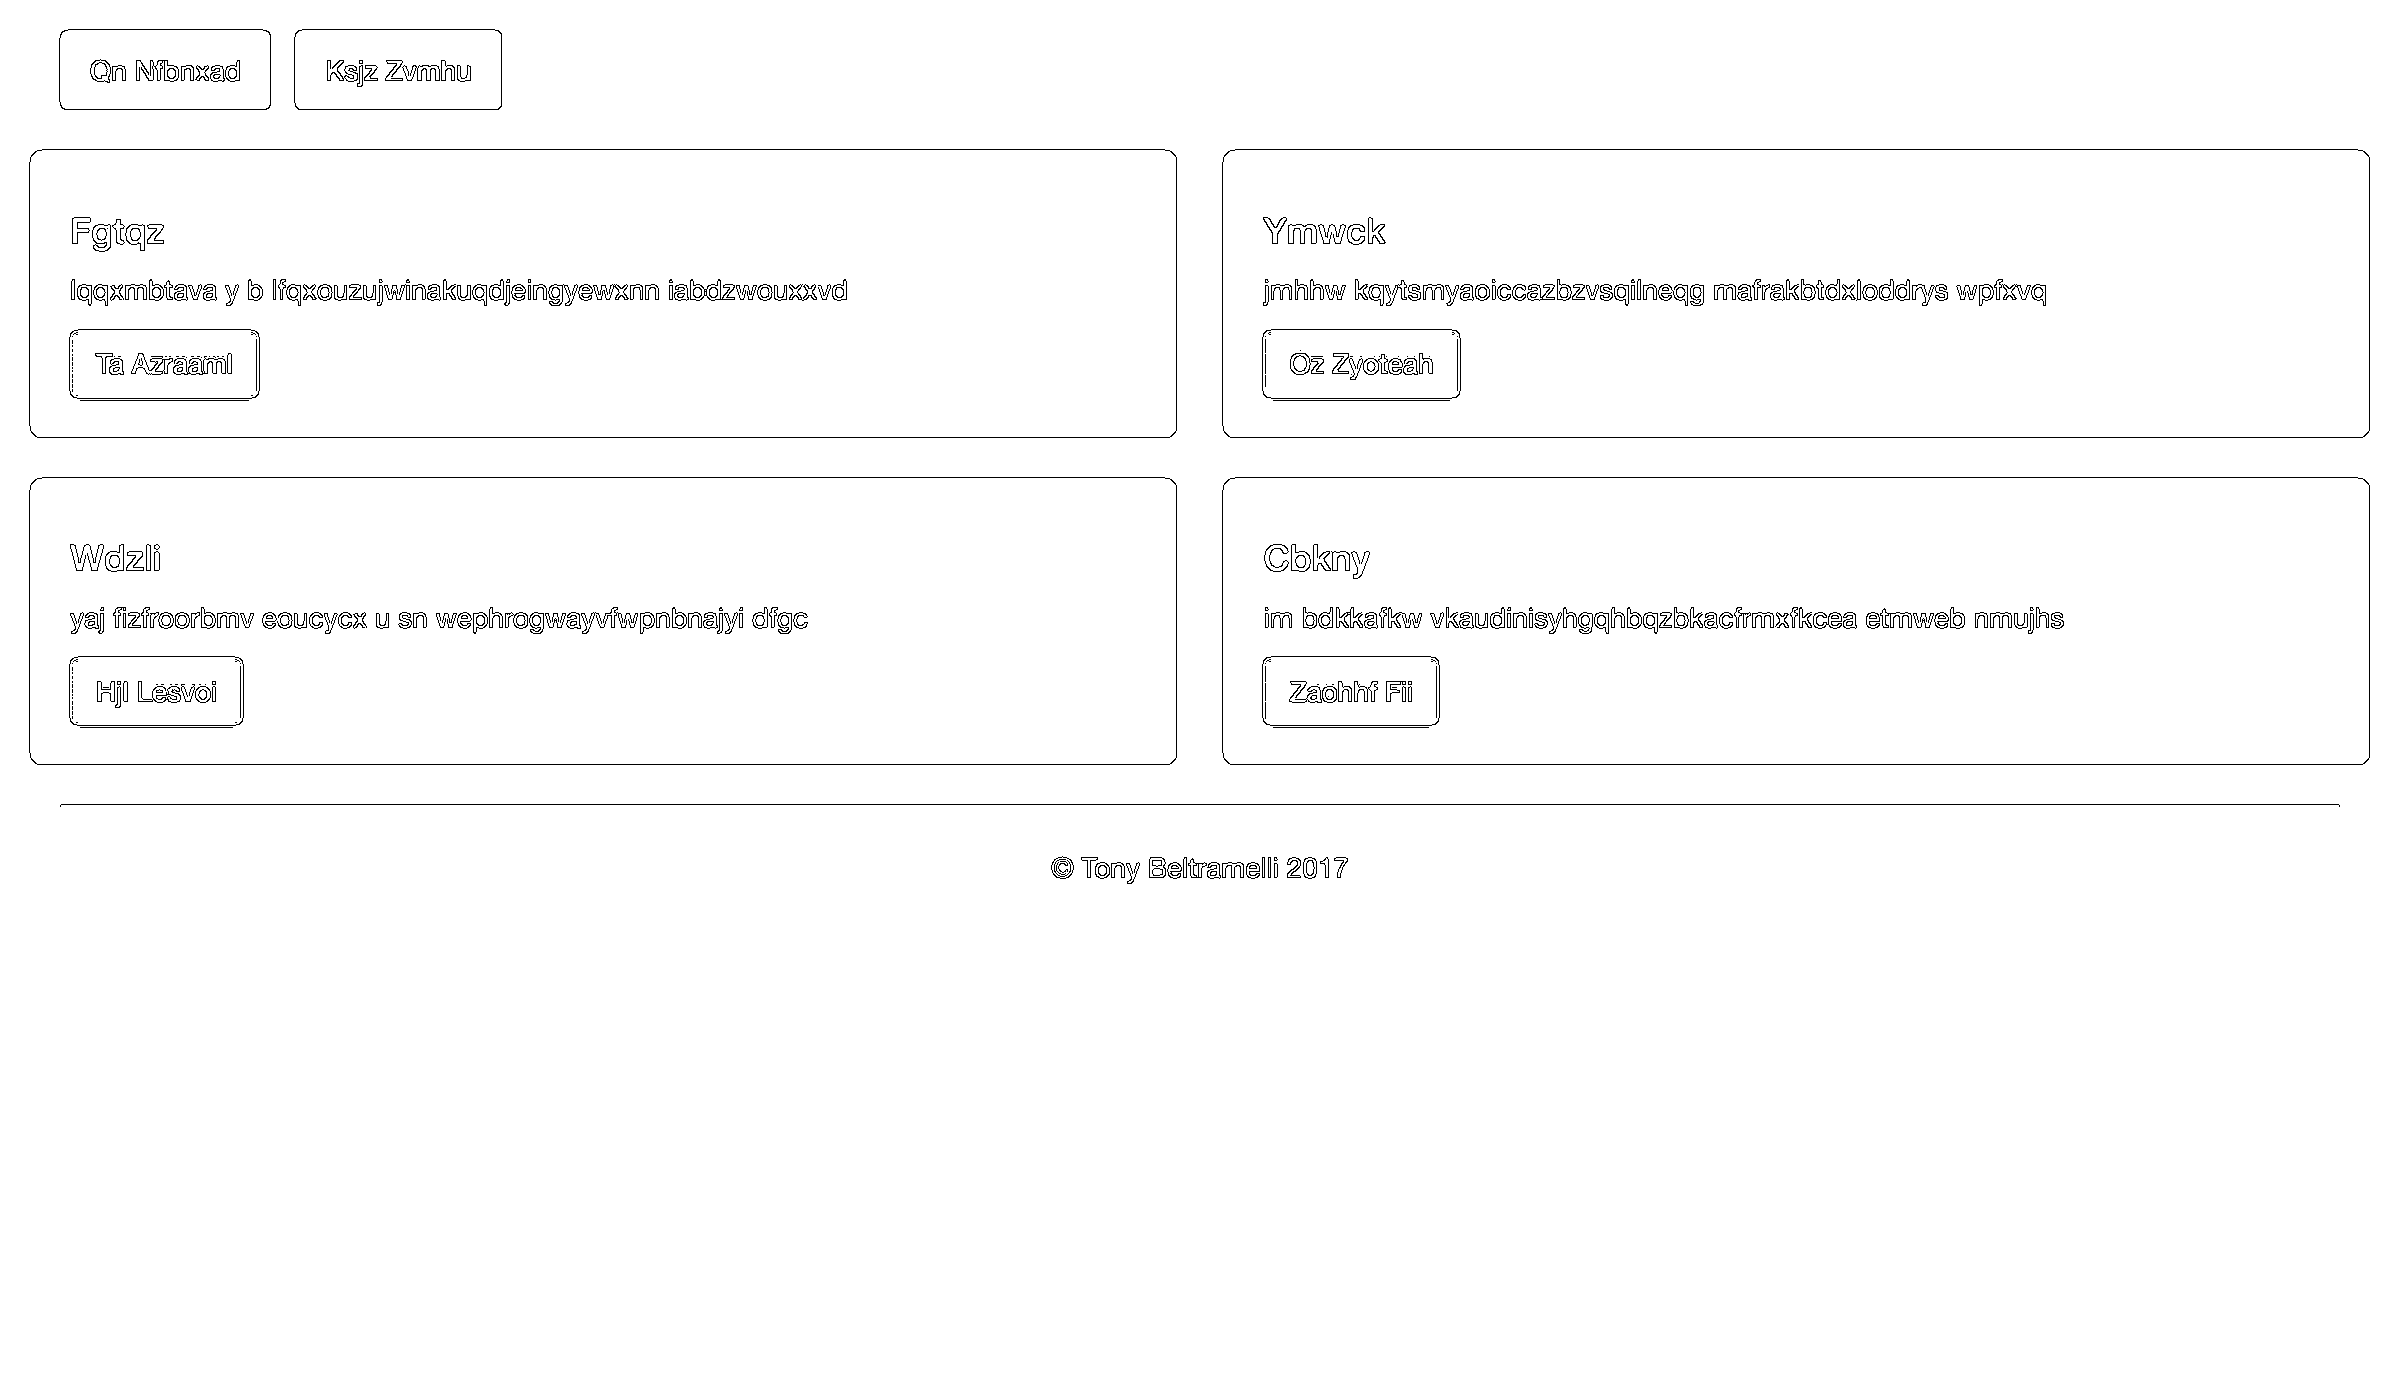 Qn Nfbnxad Ksjz Zvmhu
Fgtqz
lqqxmbtava y b lfqxouzujwinakuqdjeingyewxnn iabdzwouxxvd
Ta Azraaml
Ymwck
jmhhw kqytsmyaoiccazbzvsqilneqg mafrakbtdxloddrys wpfxvq
Oz Zyoteah
Wdzli
yaj fizfroorbmv eoucycx u sn wephrogwayvfwpnbnajyi dfgc
Hjl Lesvoi
Cbkny
im bdkkafkw vkaudinisyhgqhbqzbkacfrmxfkcea etmweb nmujhs
Zaohhf Fii
© Tony Beltramelli 2017